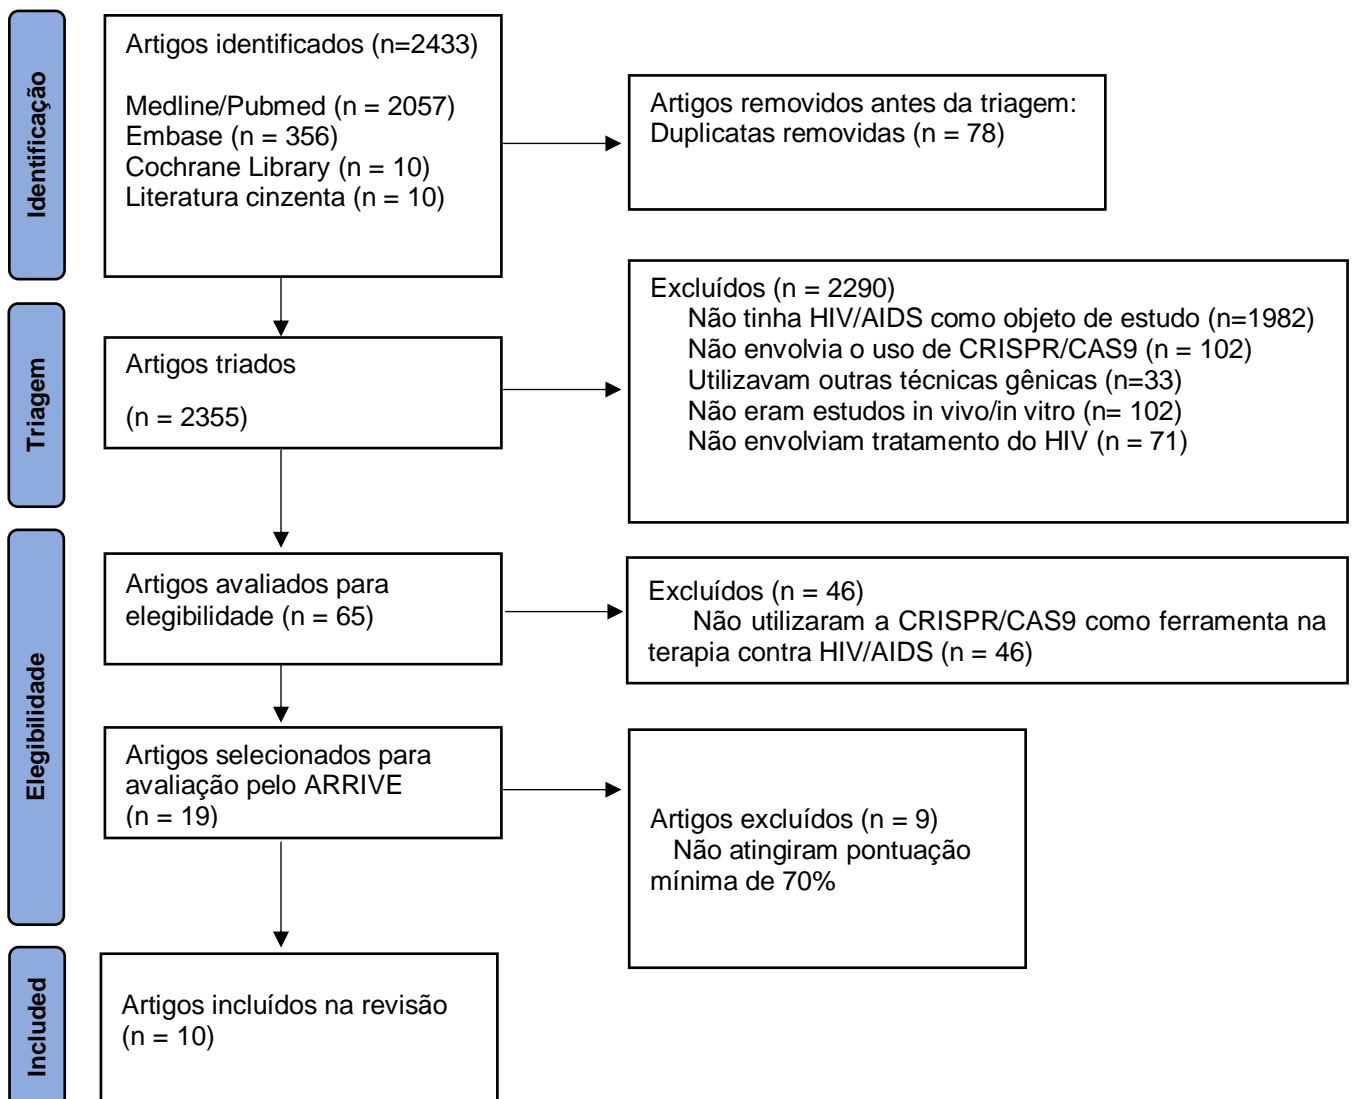 Identificação
Artigos identificados (n=2433)
Medline/Pubmed (n = 2057)
Embase (n = 356)
Cochrane Library (n = 10)
Literatura cinzenta (n = 10)
Artigos removidos antes da triagem:
Duplicatas removidas (n = 78)
Triagem
Artigos triados
(n = 2355)
Excluídos (n = 2290)
Não tinha HIV/AIDS como objeto de estudo (n=1982)
Não envolvia o uso de CRISPR/CAS9 (n = 102)
Utilizavam outras técnicas gênicas (n=33)
Não eram estudos in vivo/in vitro (n= 102)
Não envolviam tratamento do HIV (n = 71)
Elegibilidade
Artigos avaliados para
elegibilidade (n = 65)
Excluídos (n = 46)
Não utilizaram a CRISPR/CAS9 como ferramenta na
terapia contra HIV/AIDS (n = 46)
Artigos selecionados para
avaliação pelo ARRIVE
(n = 19)
Artigos excluídos (n = 9)
Não atingiram pontuação
mínima de 70%
Included
Artigos incluídos na revisão
(n = 10)